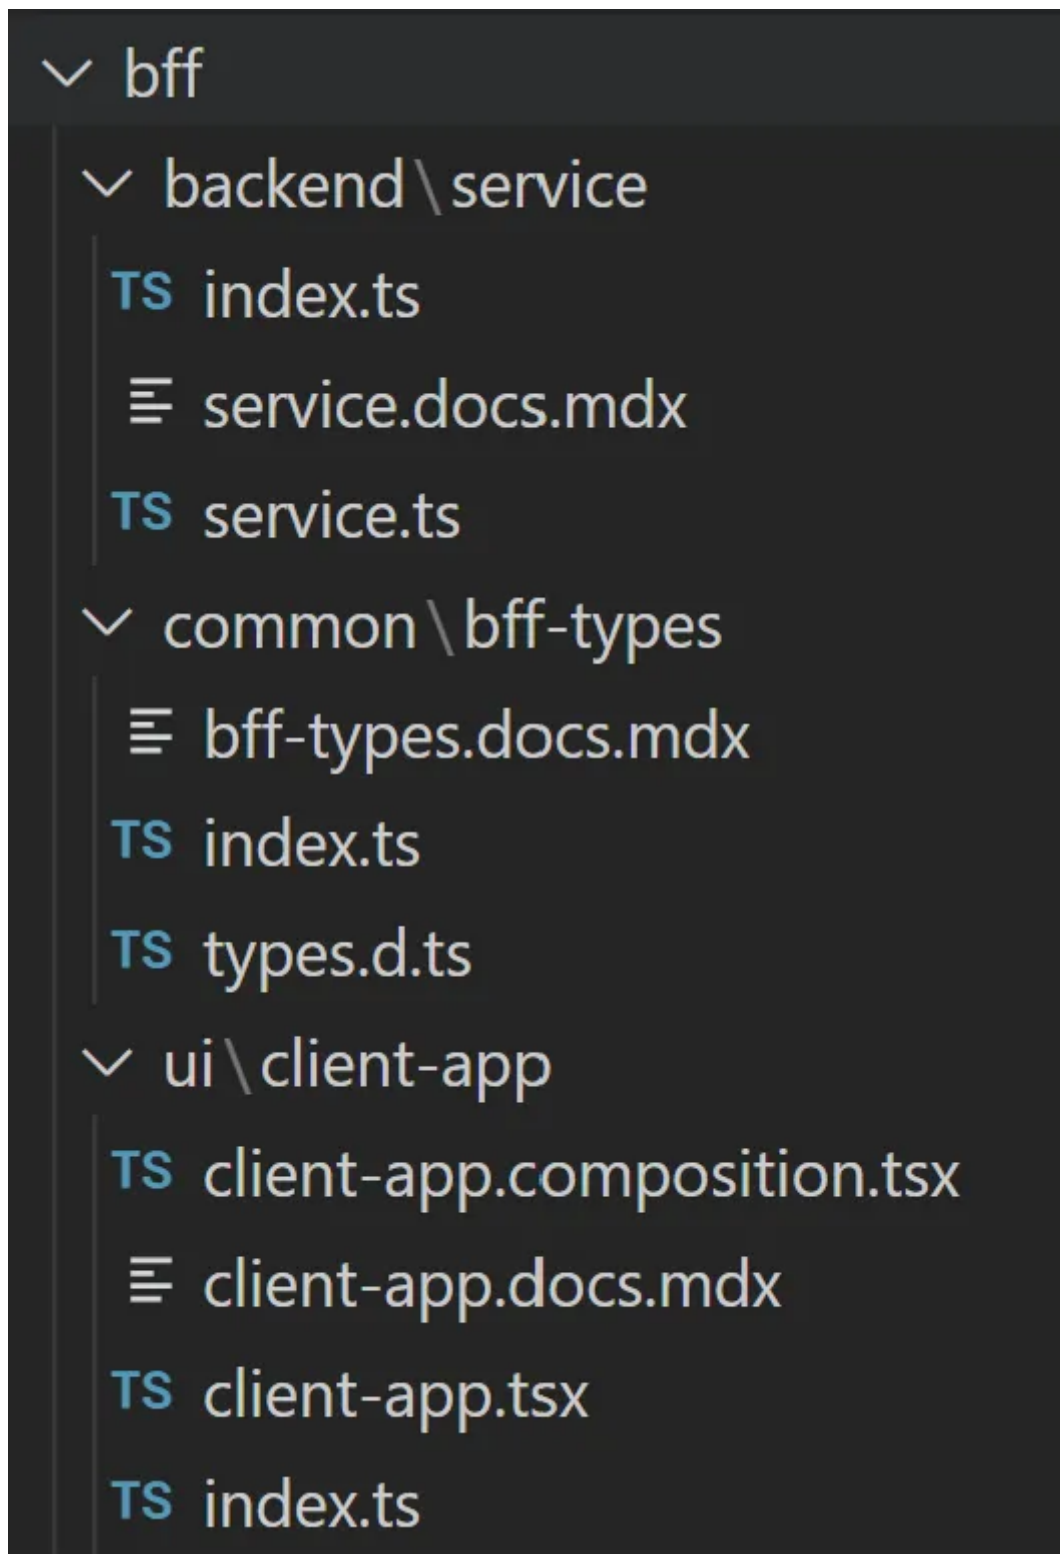 bff
backend\service
TS index.ts
service.docs.mdx
TS service.ts
common\bff-types
bff-types.docs.mdx
TS index.ts
TS types.d.ts
ui\client-app
TS client-app.composition.tsx
client-app.docs.mdx
TS client-app.tsx
TS index.ts